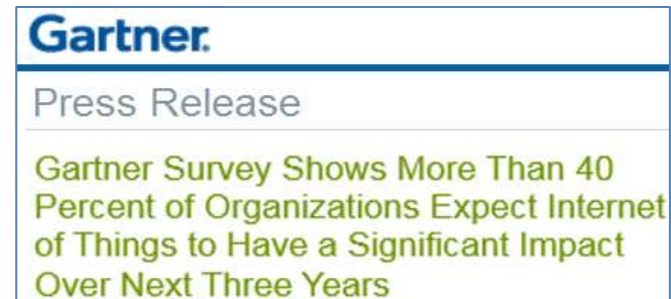 Gartner.
Press Release
Gartner Survey Shows More Than 40
Percent of Organizations Expect Internet
of Things to Have a Significant Impact
Over Next Three Years